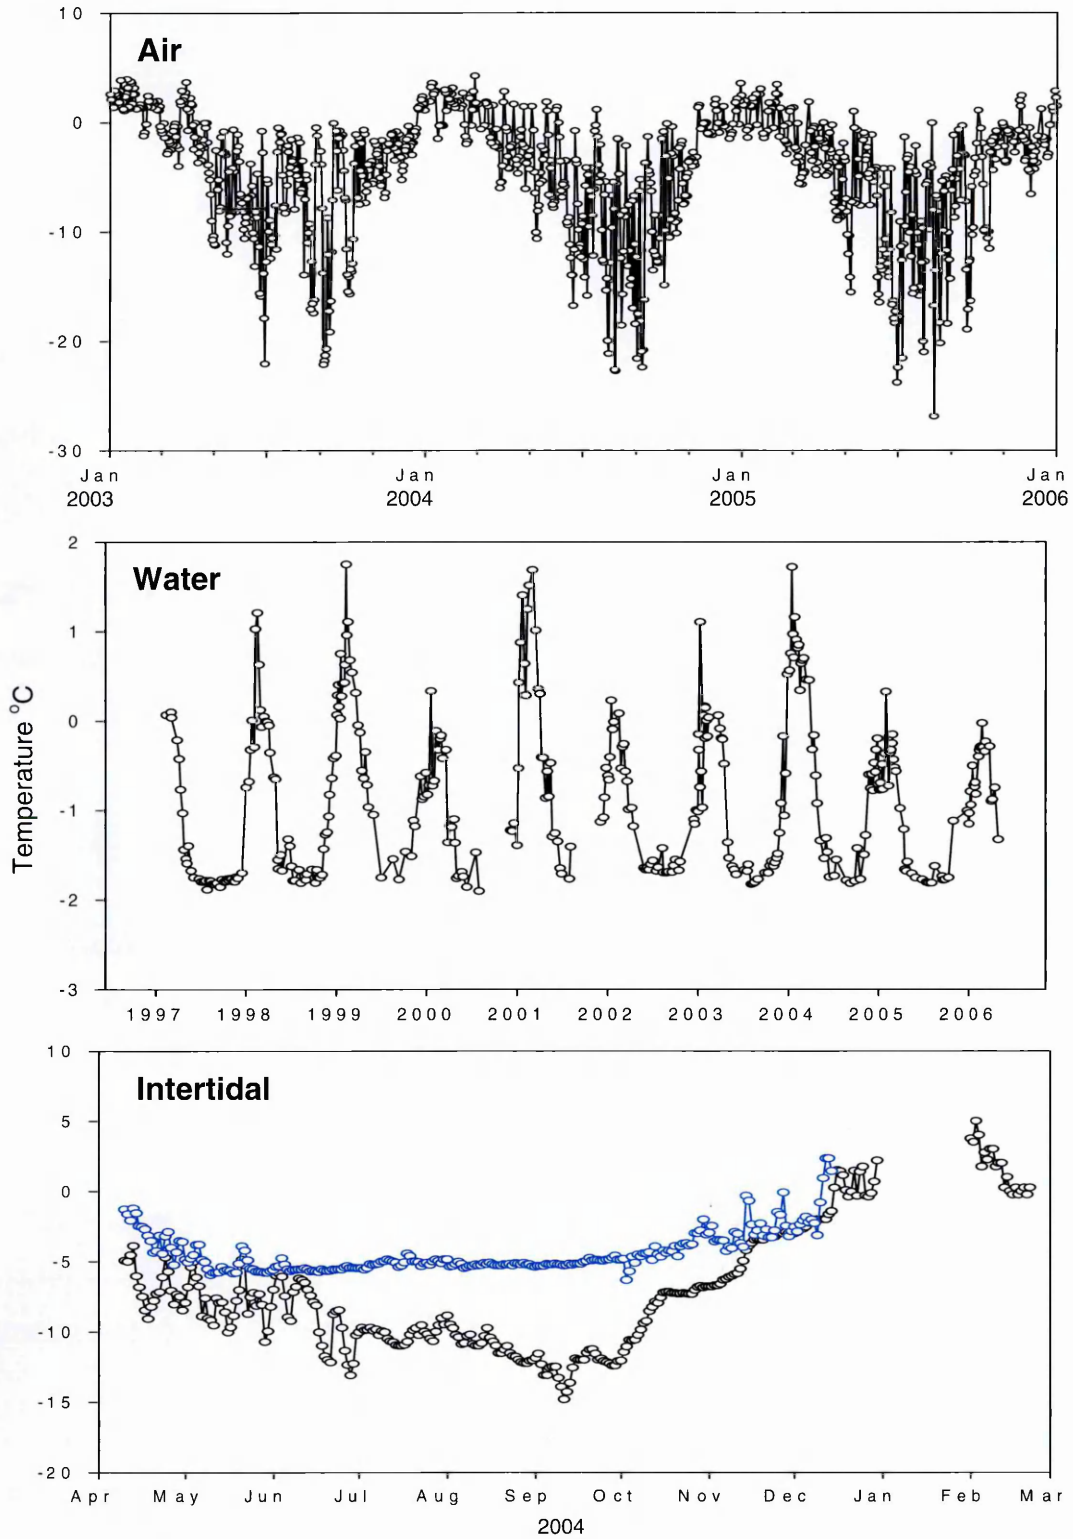 10
Air
0
-10
-20
-30
Jan Jan Jan Jan
2003 2004 2005 2006
2
Water
1
0
-1
-2
-3
Temperature °C
1997 1998 1999 2000 2001 2002 2003 2004 2005 2006
10
Intertidal
5
0
-5
-10
-15
-20
Apr May Jun Jul Aug Sep Oct Nov Dec Jan Feb Mar
2004